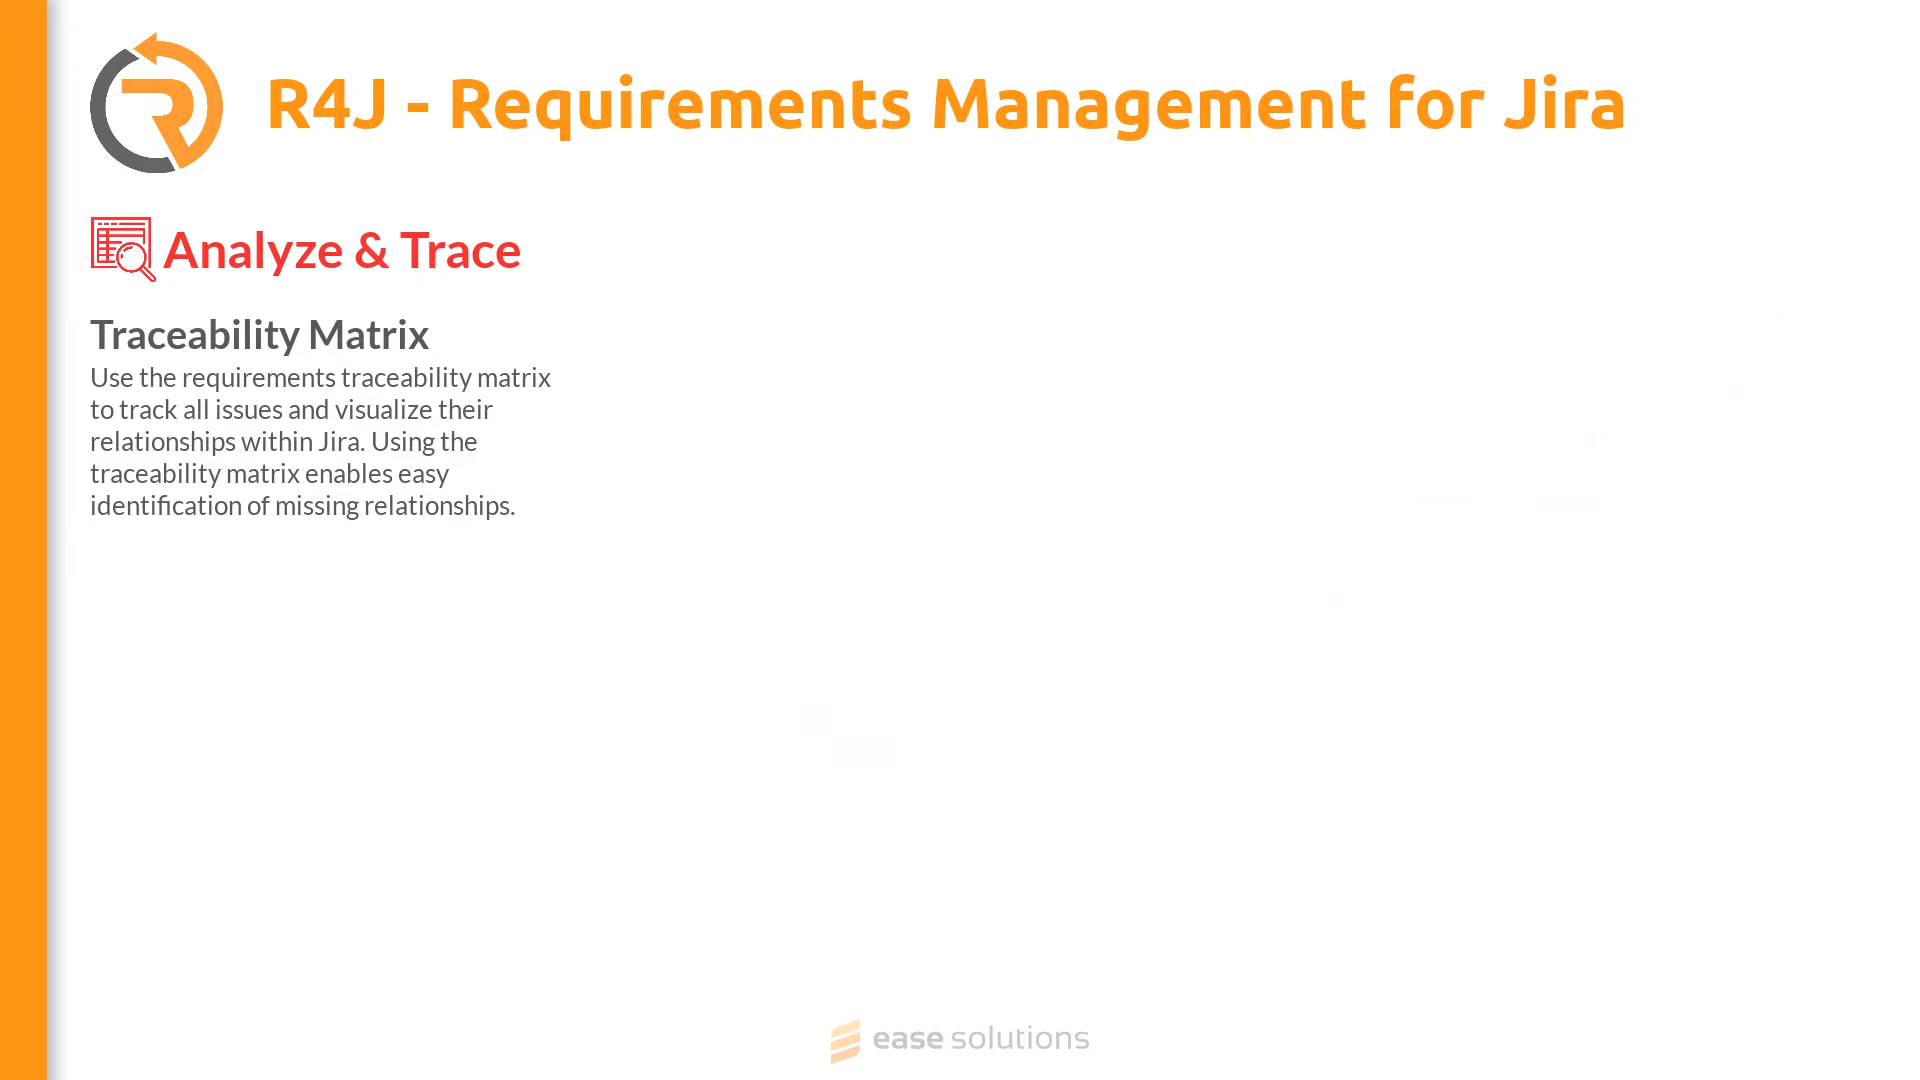 R4J - Requirements Management for Jira
Analyze & Trace
Traceability Matrix
Use the requirements traceability matrix
to track all issues and visualize their
relationships within Jira. Using the
traceability matrix enables easy
identification of missing relationships.
ease solutions